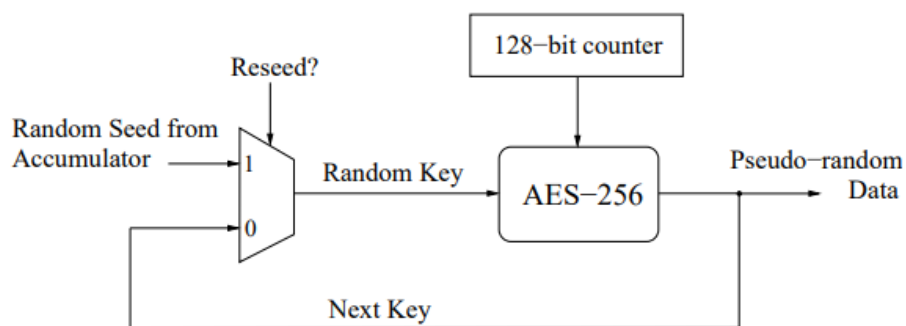 128−bit counter
Reseed?
Random Seed from
Accumulator
1
Random Key
AES−256
Pseudo−random
Data
0
Next Key